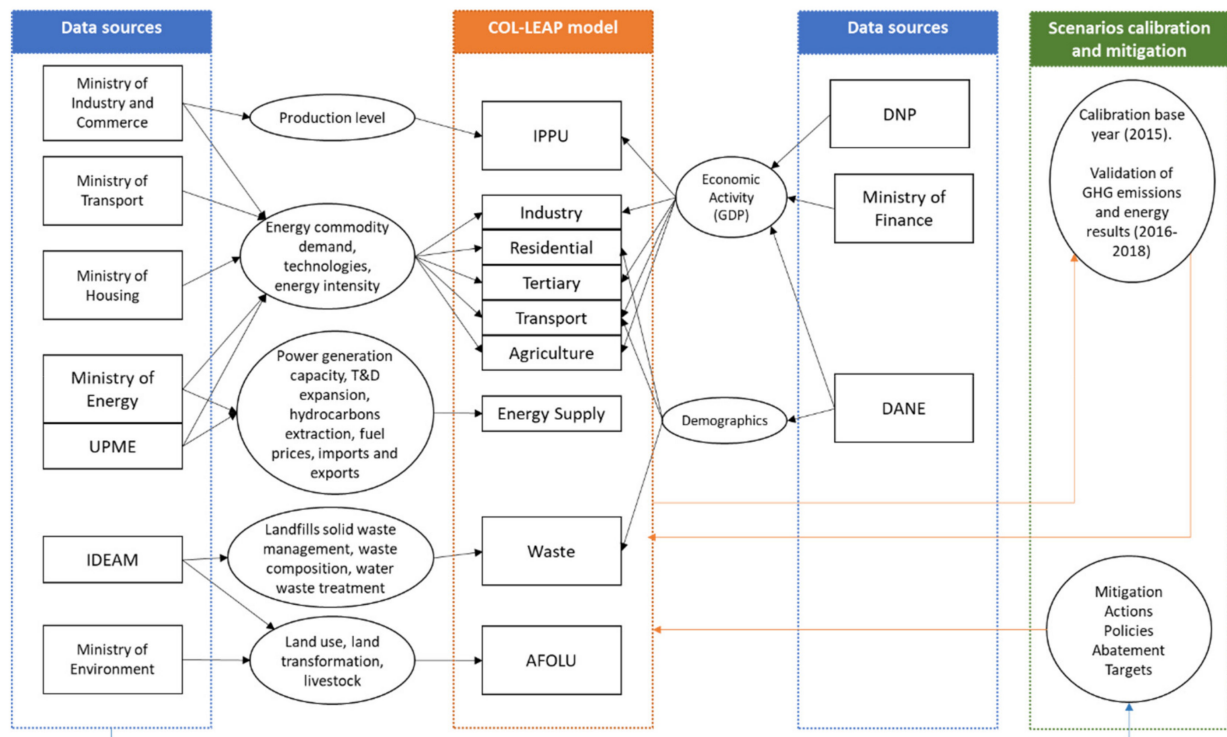 Data sources
COL-LEAP model
Data sources
Scenarios calibration
and mitigation
Ministry of
Industry and
Commerce
Ministry of
Transport
Ministry of
Housing
Ministry of
Energy
UPME
IDEAM
Ministry of
Environment
Production level
Energy commodity
demand,
technologies,
energy intensity
Power generation
capacity, T&D
expansion,
hydrocarbons
extraction, fuel
prices, imports and
exports
Landfills solid waste
management, waste
composition, water
waste treatment
Land use, land
transformation,
livestock
IPPU
Industry
Residential
Tertiary
Transport
Agriculture
Energy Supply
Waste
AFOLU
Economic
Activity
(GDP)
Demographics
DNP
Ministry of
Finance
DANE
Calibration base
year (2015).
Validation of
GHG emissions
and energy
results (2016-
2018)
Mitigation
Actions
Policies
Abatement
Targets